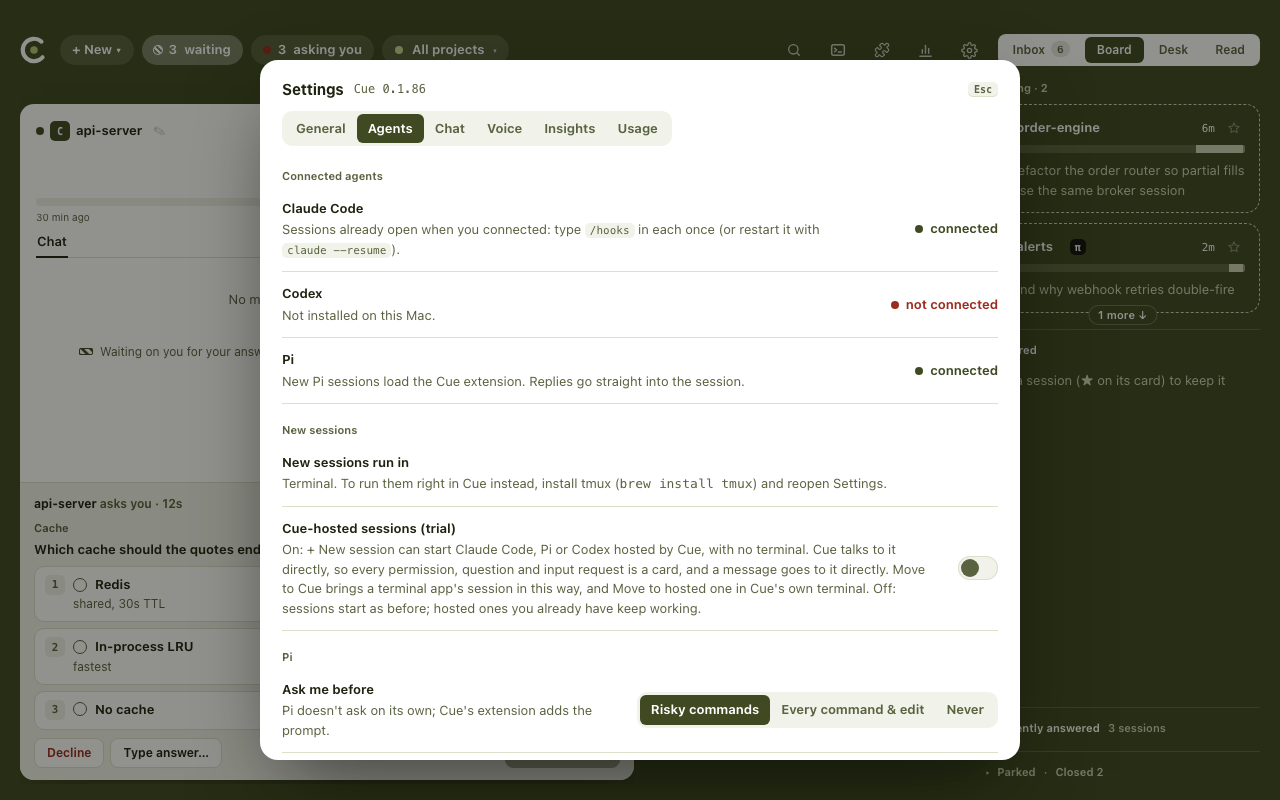 + New ▾
3 waiting
3 asking you
All projects
Inbox 6
Board
Desk
Read
Settings Cue 0.1.86
Esc
General
Agents
Chat
Voice
Insights
Usage
Connected agents
Claude Code
Sessions already open when you connected: type /hooks in each once (or restart it with
claude --resume).
connected
Codex
Not installed on this Mac.
not connected
Pi
New Pi sessions load the Cue extension. Replies go straight into the session.
connected
New sessions
New sessions run in
Terminal. To run them right in Cue instead, install tmux (brew install tmux) and reopen Settings.
Cue-hosted sessions (trial)
On: + New session can start Claude Code, Pi or Codex hosted by Cue, with no terminal. Cue talks to it
directly, so every permission, question and input request is a card, and a message goes to it directly. Move
to Cue brings a terminal app's session in this way, and Move to hosted one in Cue's own terminal. Off:
sessions start as before; hosted ones you already have keep working.
Pi
Ask me before
Pi doesn't ask on its own; Cue's extension adds the
prompt.
Risky commands
Every command & edit
Never
C api-server
30 min ago
Chat
No m
Waiting on you for your answ
api-server asks you · 12s
Cache
Which cache should the quotes end
1 Redis
shared, 30s TTL
2 In-process LRU
fastest
3 No cache
Decline
Type answer...
ng · 2
order-engine 6m
efactor the order router so partial fills
se the same broker session
alerts π 2m
nd why webhook retries double-fire
1 more ↓
red
a session (★ on its card) to keep it
ently answered 3 sessions
Parked · Closed 2